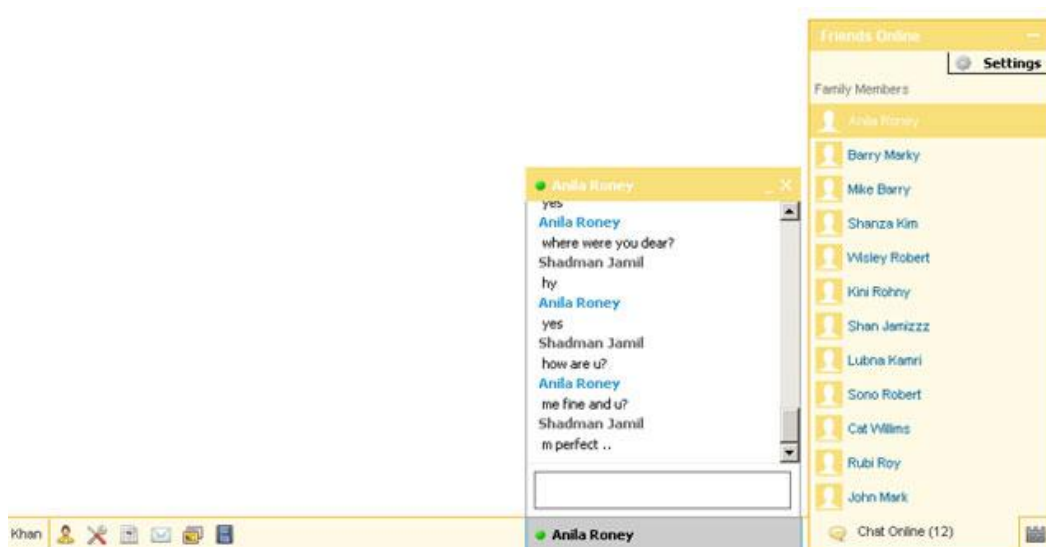 Friends Online
Settings
Family Members
Anila Roney
Barry Marky
Mike Barry
Shanza Kim
Wisley Robert
Kini Rohny
Shan Jamizzz
Lubna Kamri
Sono Robert
Cat Willims
Rubi Roy
John Mark
Chat Online (12)
Anila Roney
yes
Anila Roney
where were you dear?
Shadman Jamil
hy
Anila Roney
yes
Shadman Jamil
how are u?
Anila Roney
me fine and u?
Shadman Jamil
m perfect ..
Anila Roney
Khan